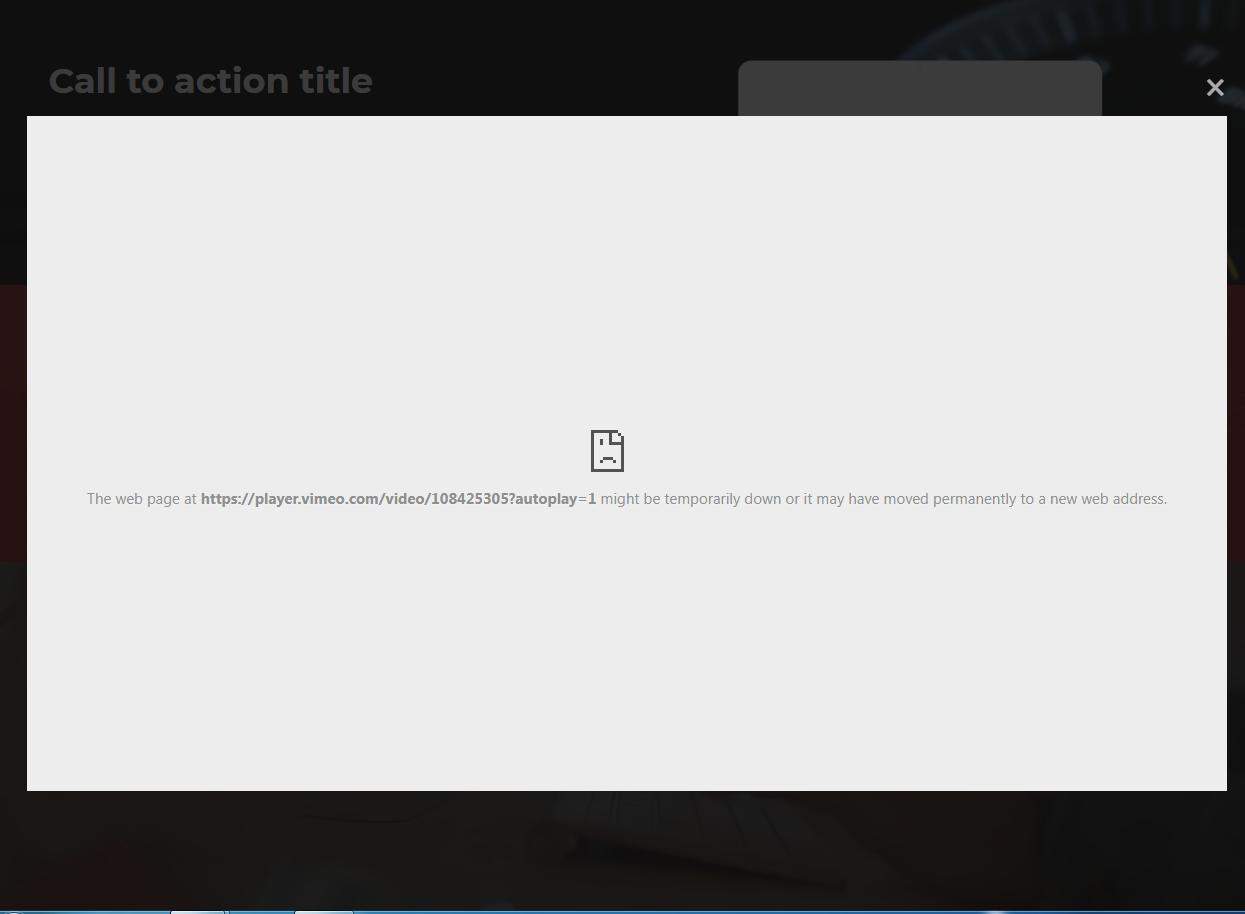 Call to action title
The web page at https://player.vimeo.com/video/108425305?autoplay=1 might be temporarily down or it may have moved permanently to a new web address.